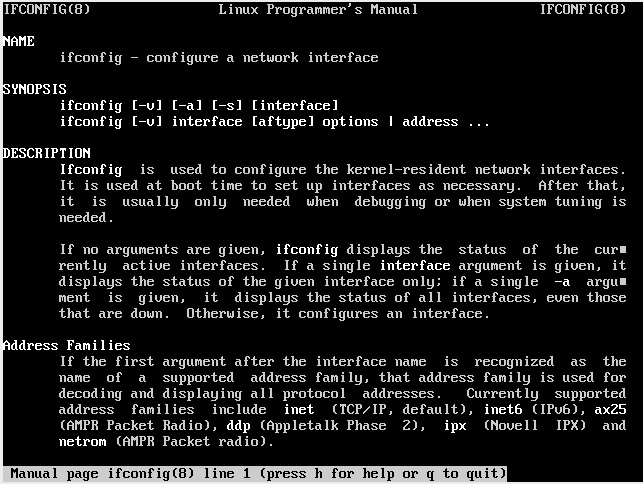 IFCONFIG(8) Linux Programmer's Manual IFCONFIG(8)
NAME
ifconfig - configure a network interface
SYNOPSIS
ifconfig [-v] [-a] [-s] [interface]
ifconfig [-v] interface [aftype] options | address ...
DESCRIPTION
Ifconfig is used to configure the kernel-resident network interfaces.
It is used at boot time to set up interfaces as necessary. After that,
it is usually only needed when debugging or when system tuning is
needed.
If no arguments are given, ifconfig displays the status of the cur■
rently active interfaces. If a single interface argument is given, it
displays the status of the given interface only; if a single -a argu■
ment is given, it displays the status of all interfaces, even those
that are down. Otherwise, it configures an interface.
Address Families
If the first argument after the interface name is recognized as the
name of a supported address family, that address family is used for
decoding and displaying all protocol addresses. Currently supported
address families include inet (TCP/IP, default), inet6 (IPv6), ax25
(AMPR Packet Radio), ddp (Appletalk Phase 2), ipx (Novell IPX) and
netrom (AMPR Packet radio).
Manual page ifconfig(8) line 1 (press h for help or q to quit)